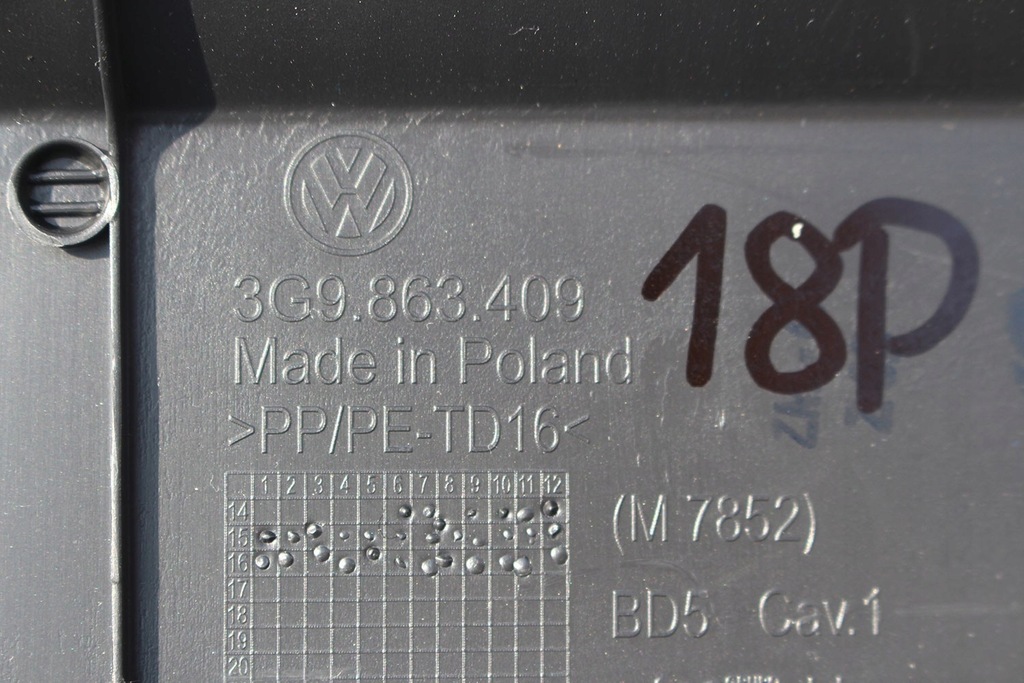 18P
3G9.863.409
Made in Poland
>PP/PE-TD16<
1 2 3 4 5 6 7 8 9 10 11 12
14
15
16
17
18
19
20
(M 7852)
BD5 Cav.1